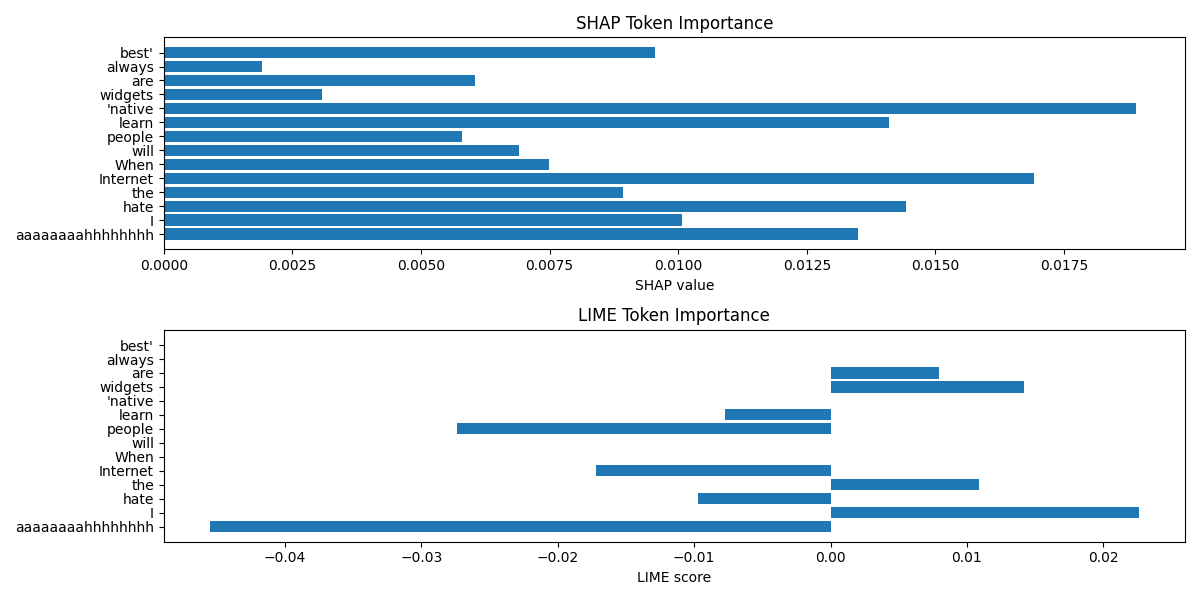 SHAP Token Importance
best'
always
are
widgets
'native
learn
people
will
When
Internet
the
hate
I
aaaaaaaahhhhhhhh
0.0000 0.0025 0.0050 0.0075 0.0100 0.0125 0.0150 0.0175
SHAP value
LIME Token Importance
best'
always
are
widgets
'native
learn
people
will
When
Internet
the
hate
I
aaaaaaaahhhhhhhh
−0.04 −0.03 −0.02 −0.01 0.00 0.01 0.02
LIME score